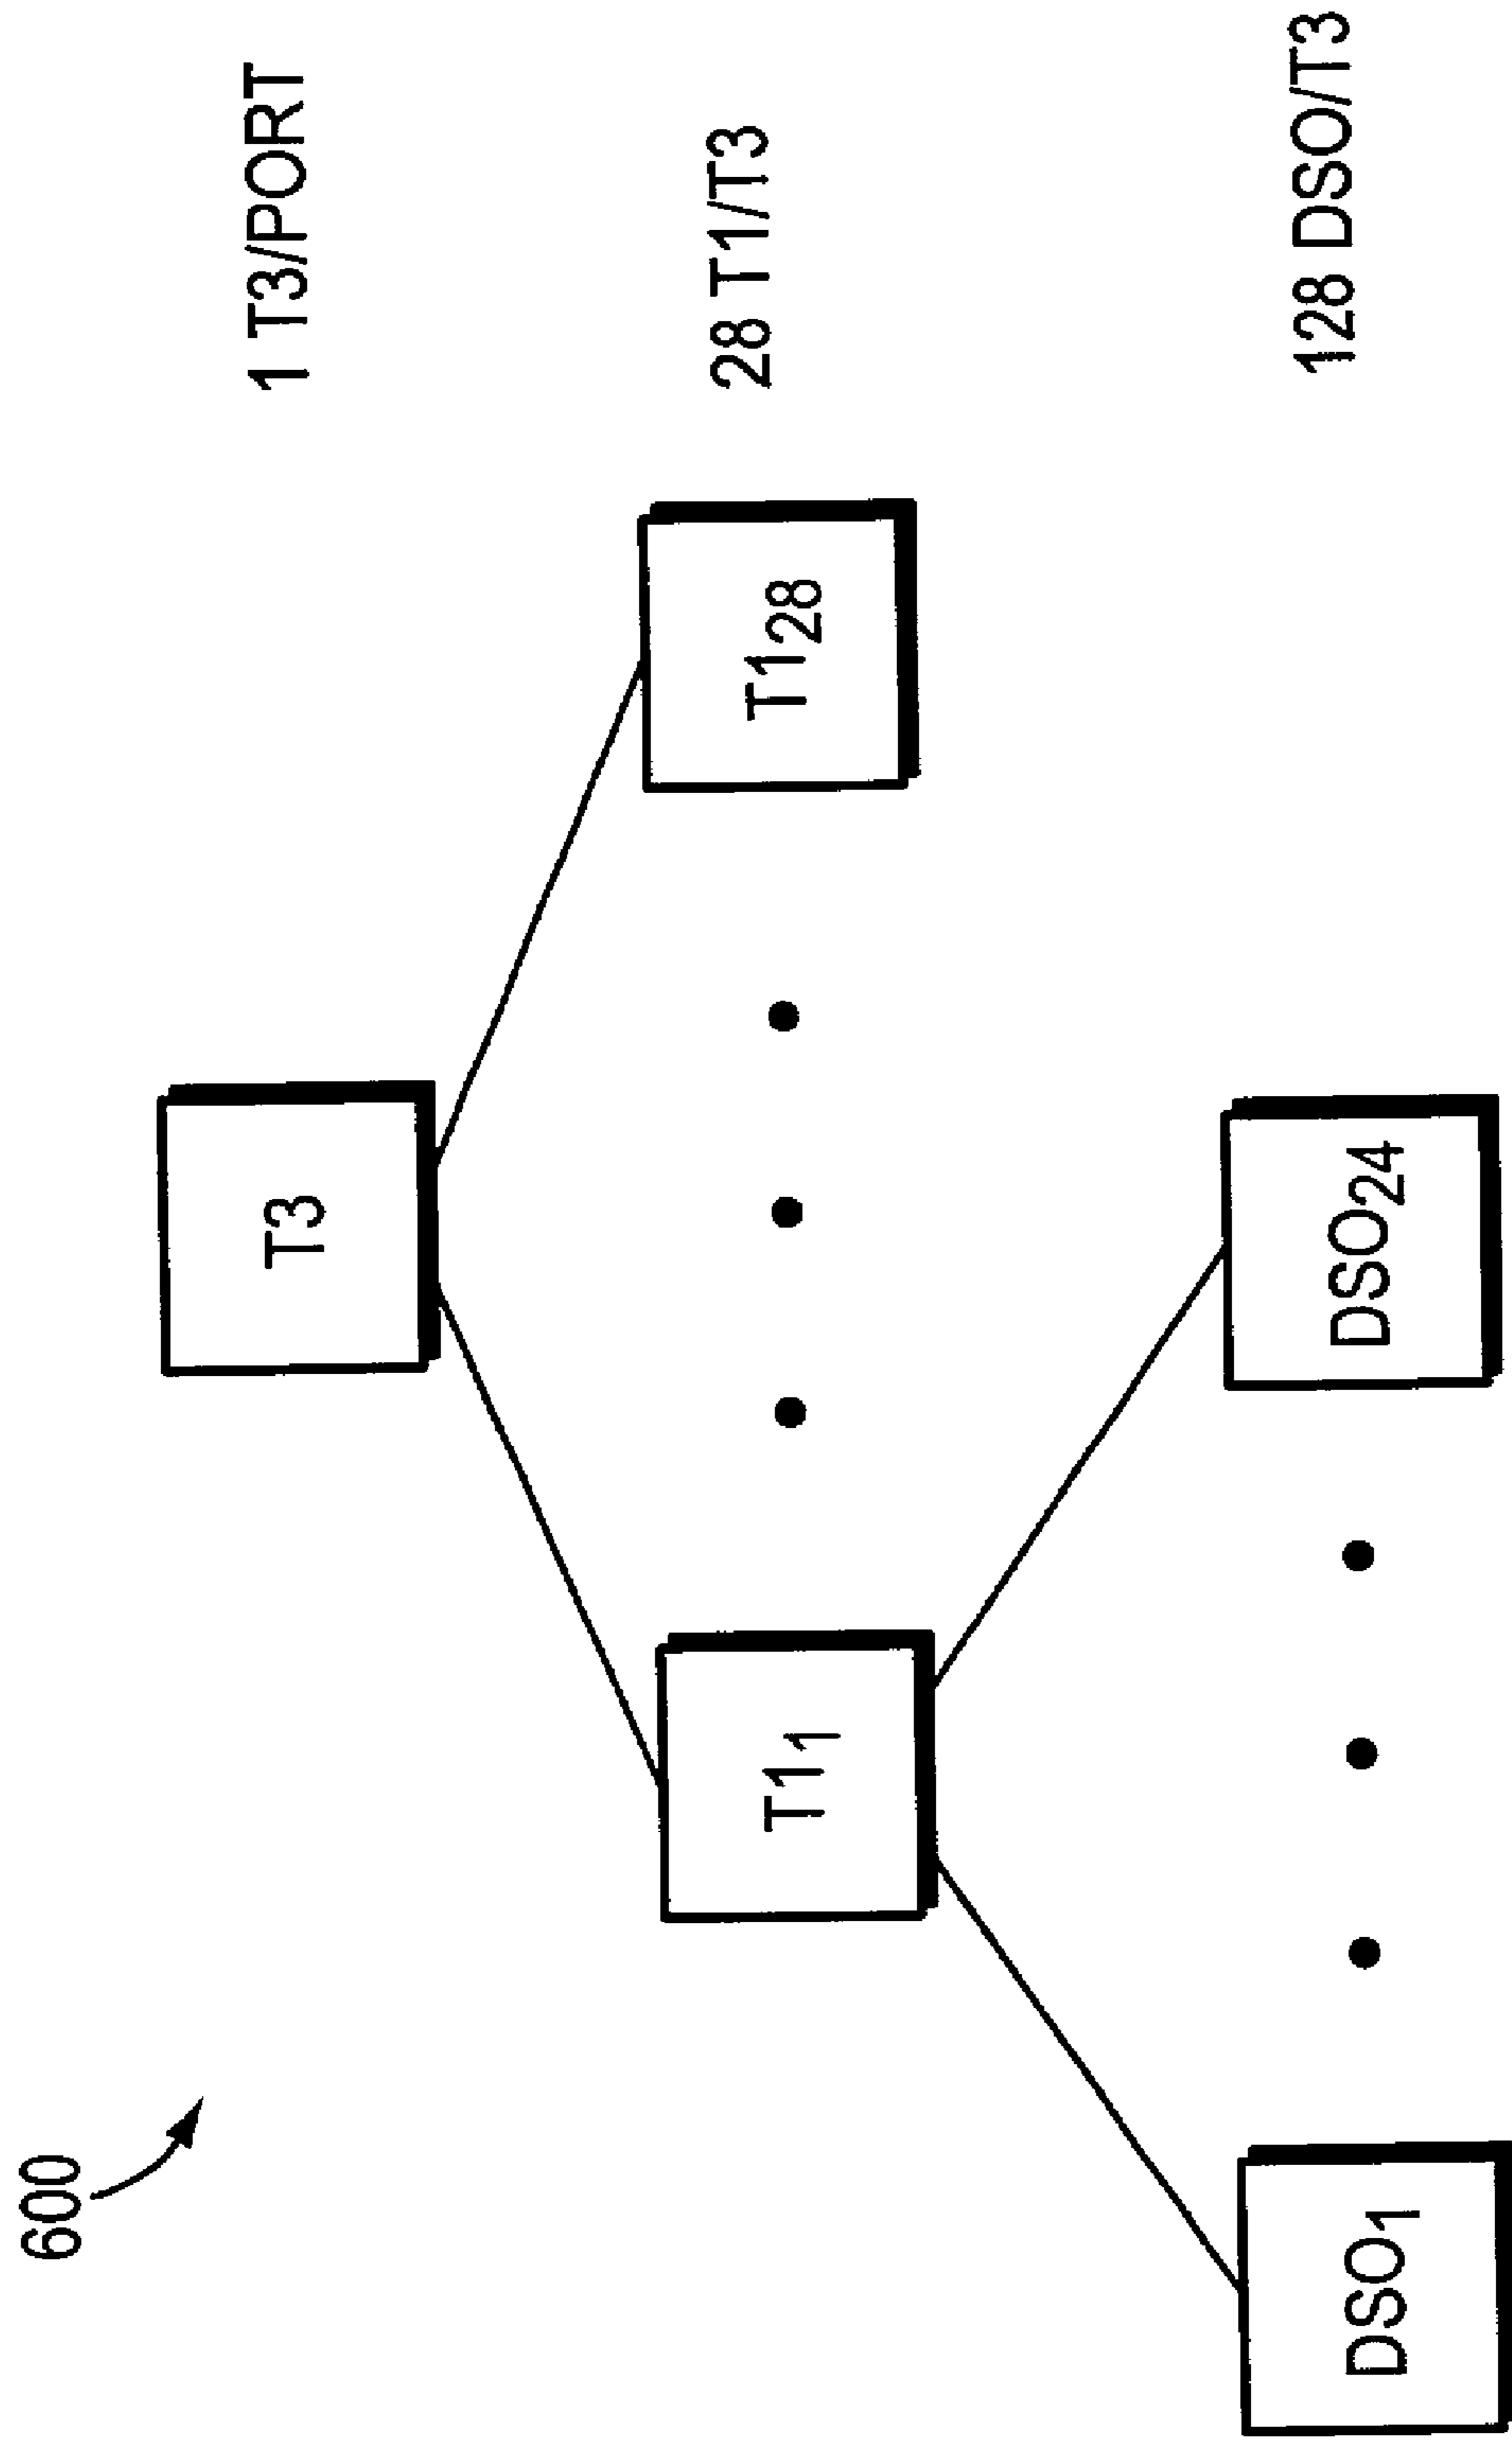 600
T3
1 T3/PORT
T1₁
T1₂₈
28 T1/T3
DSO₁
DSO₂₄
128 DSO/T3